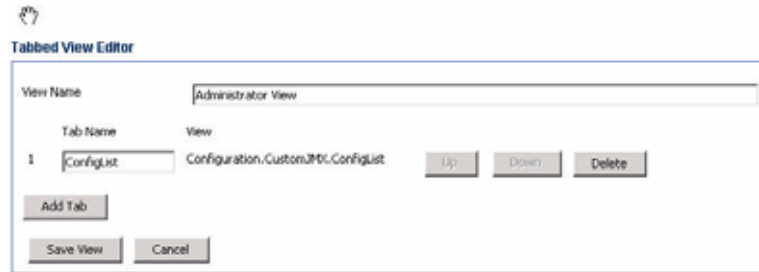 Tabbed View Editor
View Name Administrator View
Tab Name View
1 ConfigList Configuration.CustomJMX.ConfigList Up Down Delete
Add Tab
Save View Cancel